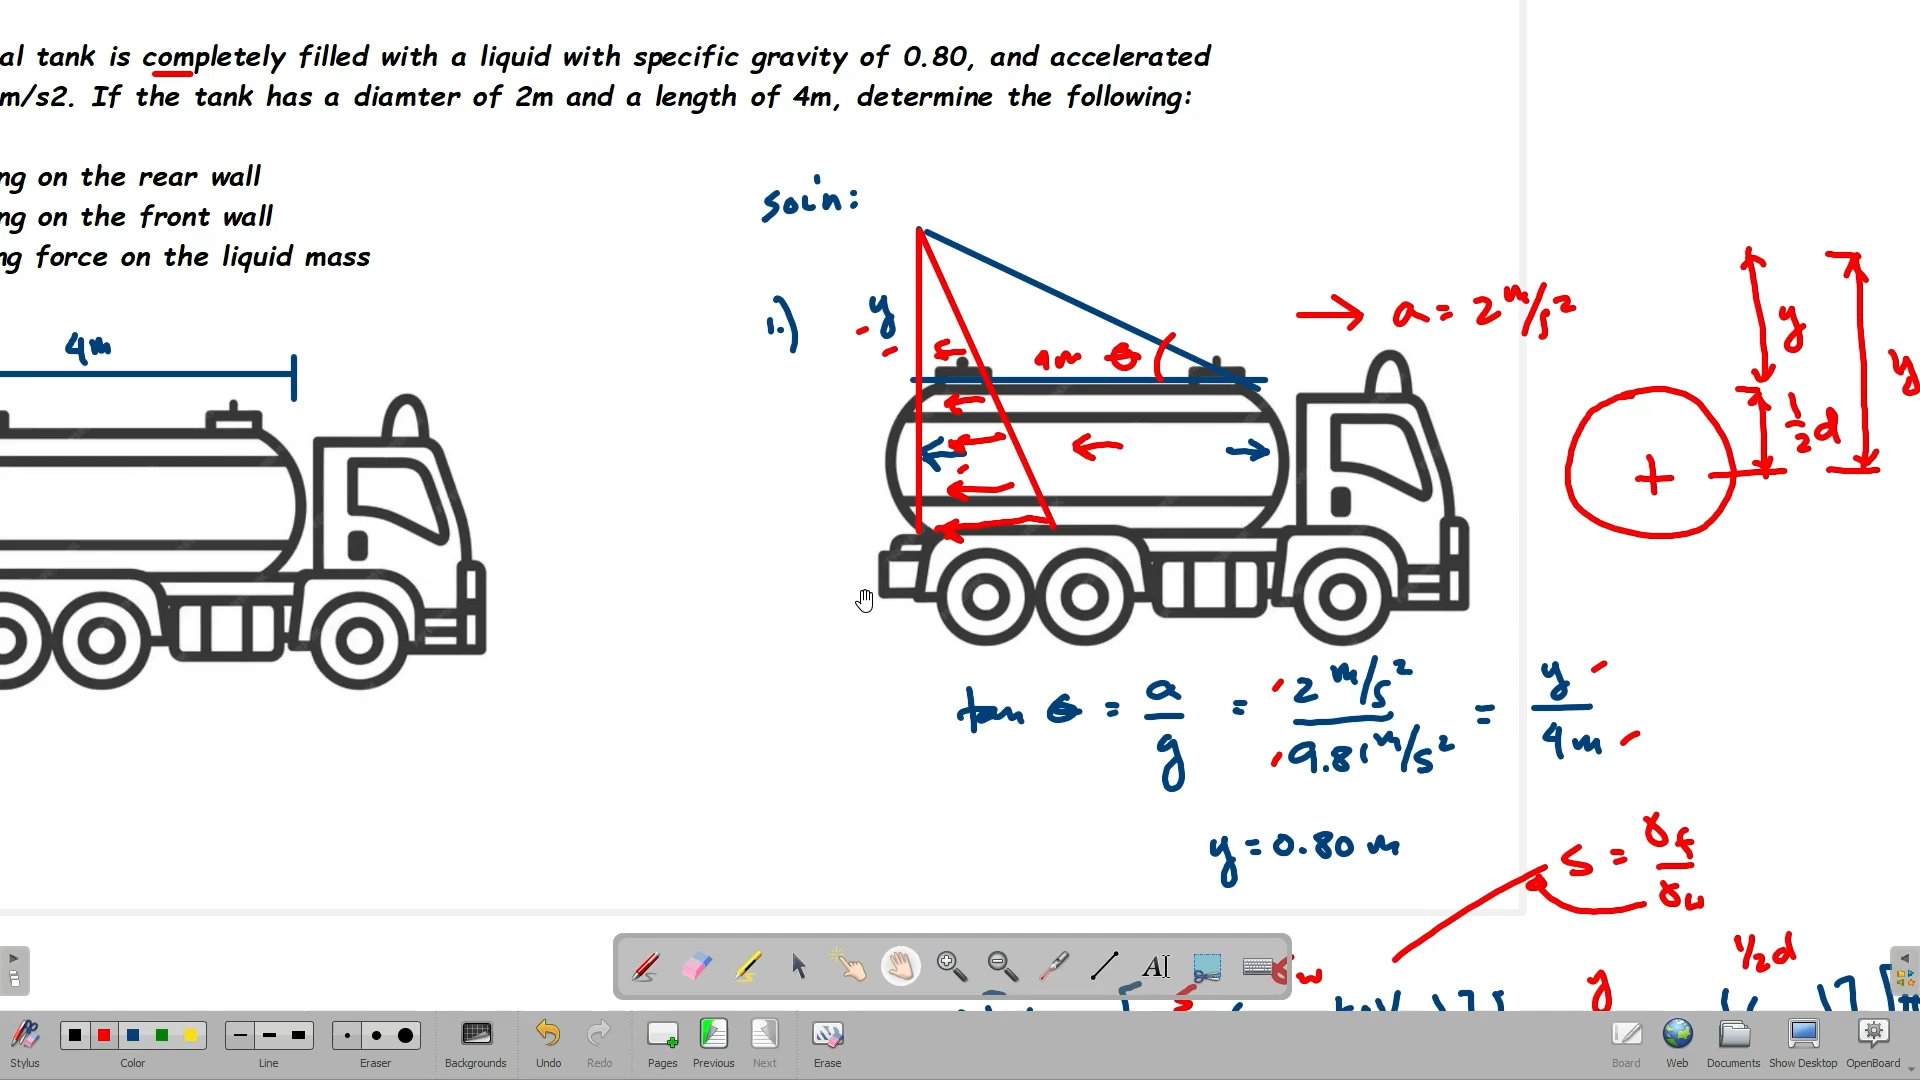 al tank is completely filled with a liquid with specific gravity of 0.80, and accelerated
m/s2. If the tank has a diamter of 2m and a length of 4m, determine the following:
ng on the rear wall
ng on the front wall
ng force on the liquid mass
sol'n:
1.)
4m
y
4m θ
a = 2 m/s²
y
½ d
y
tan θ = a/g = 2 m/s² / 9.81 m/s² = y / 4m
y = 0.80 m
S = γf / γw
½ d
y
Stylus
Color
Line
Eraser
Backgrounds
Undo
Redo
Pages
Previous
Next
Erase
Board
Web
Documents
Show Desktop
OpenBoard